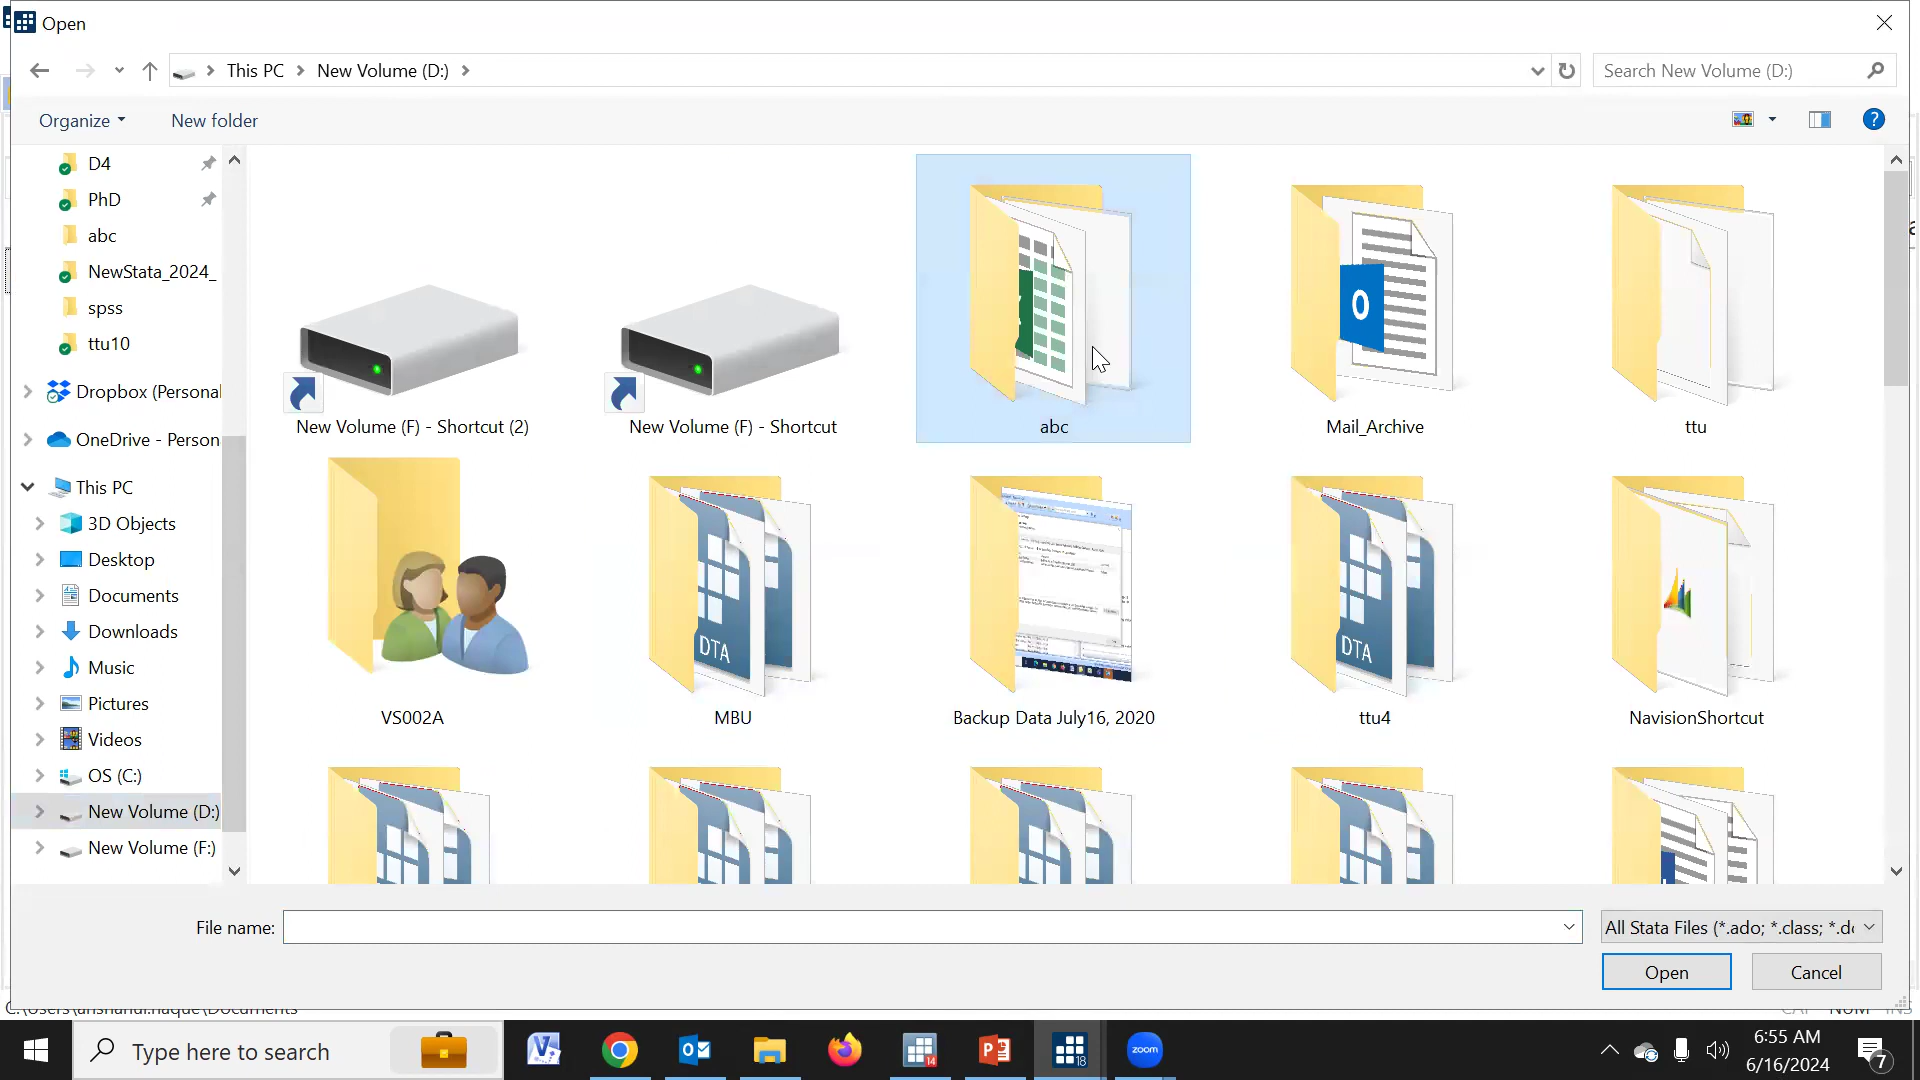 Open
This PC > New Volume (D:) >
Search New Volume (D:)
Organize
New folder
?
D4
PhD
abc
NewStata_2024_
spss
ttu10
Dropbox (Personal
OneDrive - Person
This PC
3D Objects
Desktop
Documents
Downloads
Music
Pictures
Videos
OS (C:)
New Volume (D:)
New Volume (F:)
New Volume (F) - Shortcut (2)
New Volume (F) - Shortcut
abc
Mail_Archive
ttu
VS002A
MBU
Backup Data July16, 2020
ttu4
NavisionShortcut
DTA
DTA
File name:
All Stata Files (*.ado; *.class; *.do
Open
Cancel
Type here to search
14
18
zoom
6:55 AM
6/16/2024
7